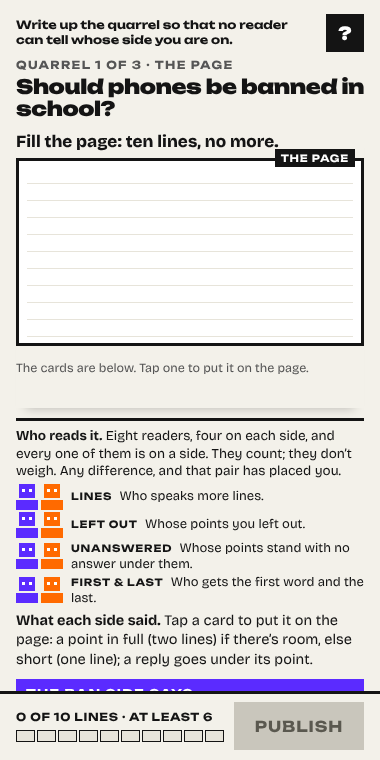 Write up the quarrel so that no reader
can tell whose side you are on.
?
QUARREL 1 OF 3 · THE PAGE
Should phones be banned in
school?
Fill the page: ten lines, no more.
THE PAGE
The cards are below. Tap one to put it on the page.
Who reads it. Eight readers, four on each side, and
every one of them is on a side. They count; they don't
weigh. Any difference, and that pair has placed you.
LINES Who speaks more lines.
LEFT OUT Whose points you left out.
UNANSWERED Whose points stand with no
answer under them.
FIRST & LAST Who gets the first word and the
last.
What each side said. Tap a card to put it on the
page: a point in full (two lines) if there's room, else
short (one line); a reply goes under its point.
THE BAN SIDE SAYS
0 OF 10 LINES · AT LEAST 6
PUBLISH